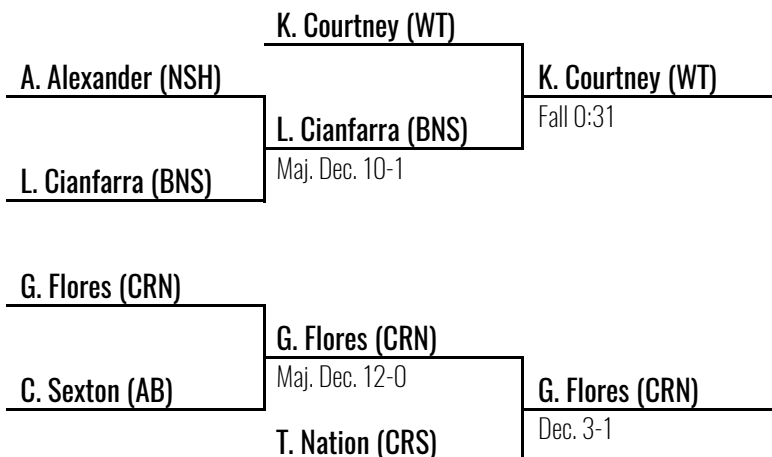 K. Courtney (WT)
A. Alexander (NSH)
K. Courtney (WT)
Fall 0:31
L. Cianfarra (BNS)
Maj. Dec. 10-1
L. Cianfarra (BNS)
G. Flores (CRN)
G. Flores (CRN)
Maj. Dec. 12-0
C. Sexton (AB)
G. Flores (CRN)
Dec. 3-1
T. Nation (CRS)